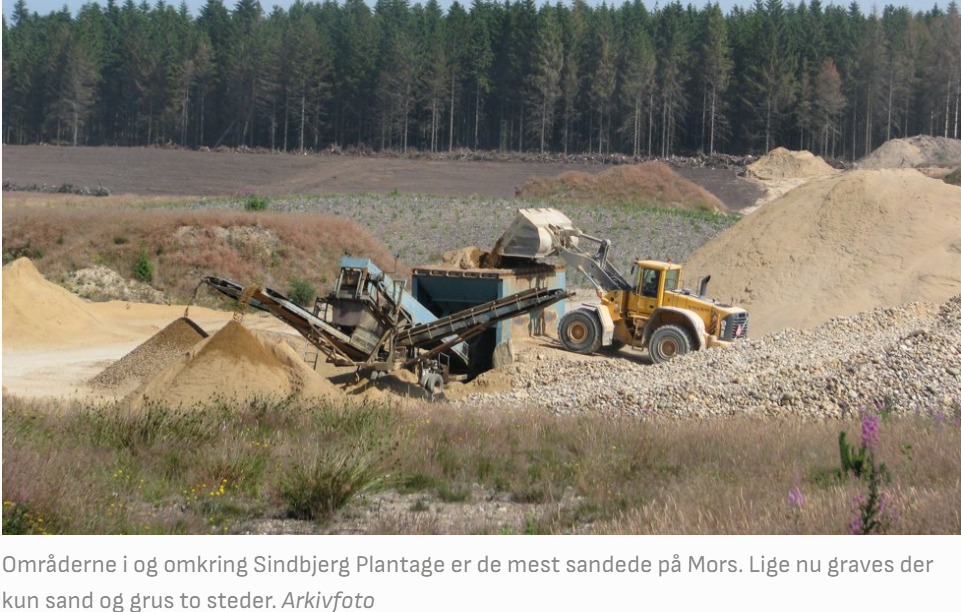 Områderne i og omkring Sindbjerg Plantage er de mest sandede på Mors. Lige nu graves der
kun sand og grus to steder. Arkivfoto